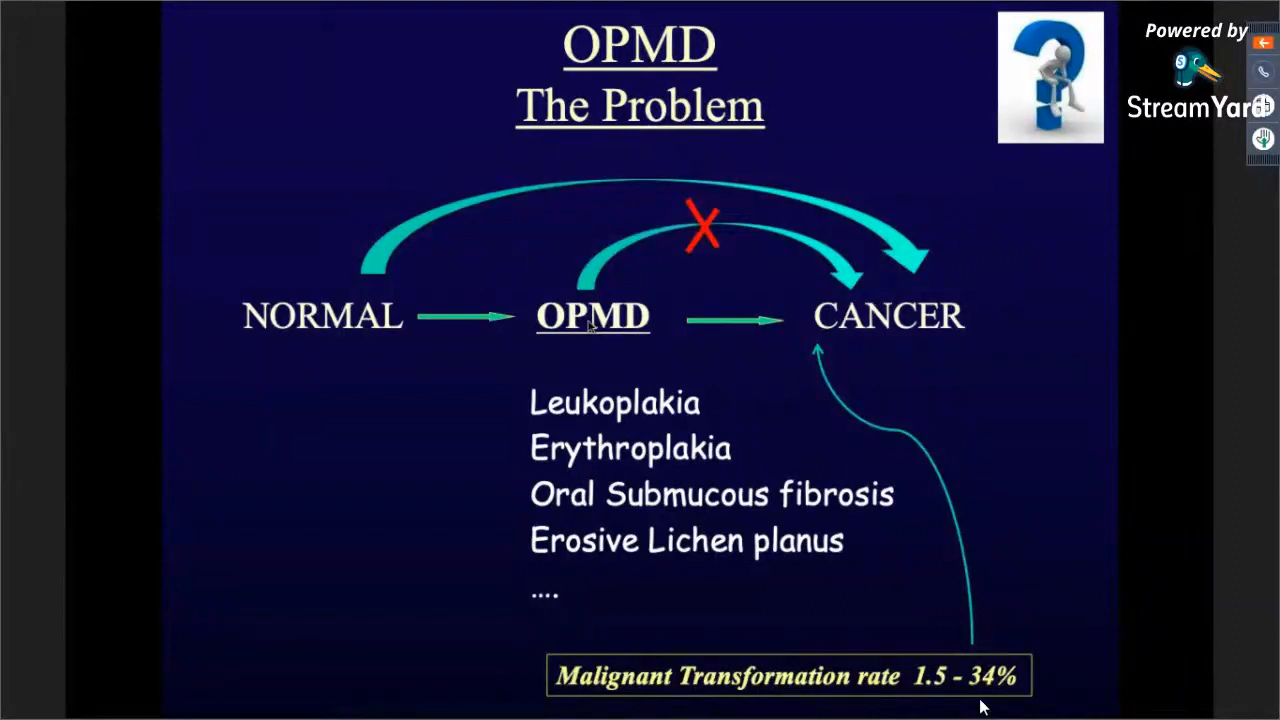 OPMD
The Problem
Powered by
StreamYard
NORMAL
OPMD
CANCER
Leukoplakia
Erythroplakia
Oral Submucous fibrosis
Erosive Lichen planus
....
Malignant Transformation rate 1.5 - 34%